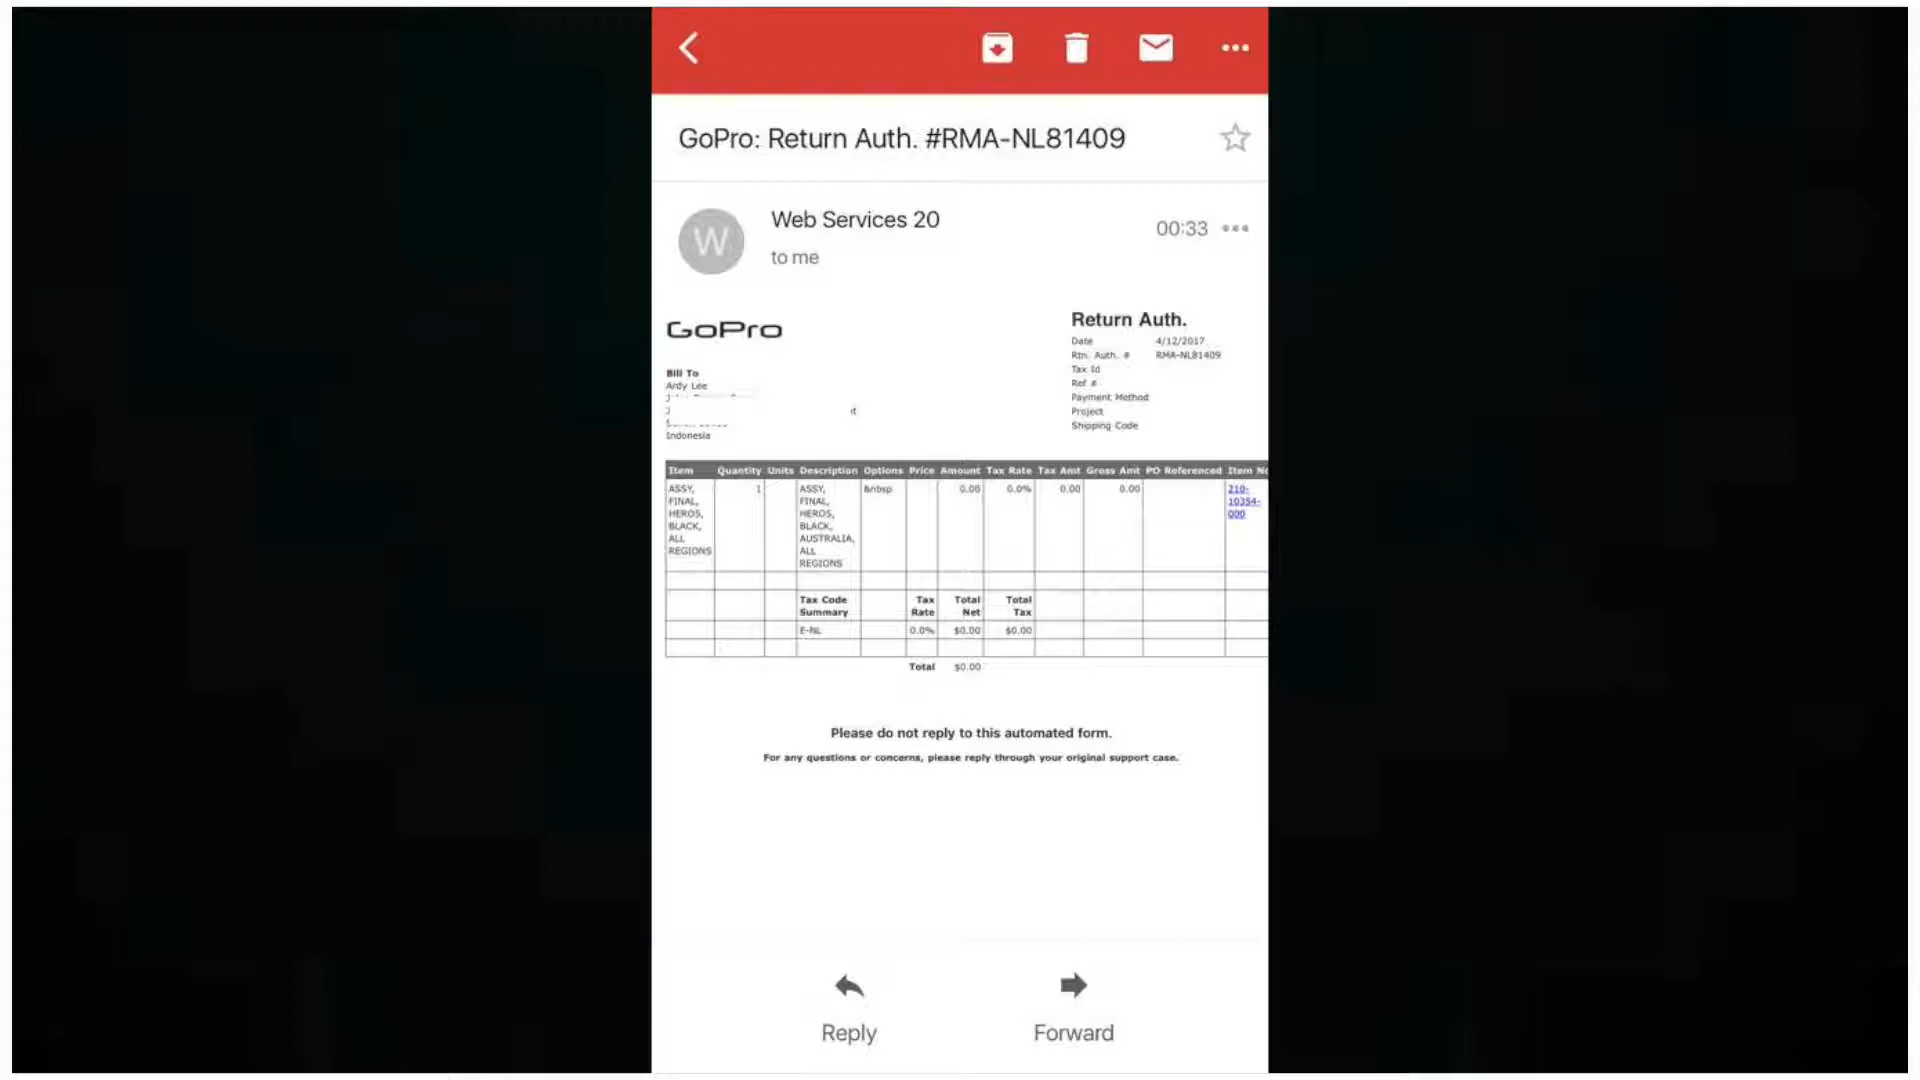 GoPro: Return Auth. #RMA-NL81409
W
Web Services 20
00:33
to me
GoPro
Return Auth.
Date 4/12/2017
Rtn. Auth. # RMA-NL81409
Tax Id
Ref #
Payment Method
Project
Shipping Code
Bill To
Ardy Lee
Indonesia
Item Quantity Units Description Options Price Amount Tax Rate Tax Amt Gross Amt PO Referenced Item No
ASSY, 1 ASSY, &nbsp 0.00 0.0% 0.00 0.00 210-
FINAL, FINAL, 10354-
HERO5, HERO5, 000
BLACK, BLACK,
ALL AUSTRALIA,
REGIONS ALL
REGIONS
Tax Code Tax Total Total
Summary Rate Net Tax
E-NL 0.0% $0.00 $0.00
Total $0.00
Please do not reply to this automated form.
For any questions or concerns, please reply through your original support case.
Reply Forward